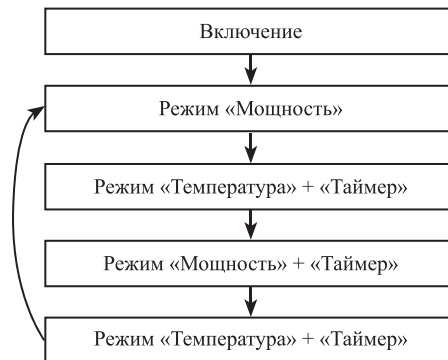 Включение
Режим «Мощность»
Режим «Температура» + «Таймер»
Режим «Мощность» + «Таймер»
Режим «Температура» + «Таймер»